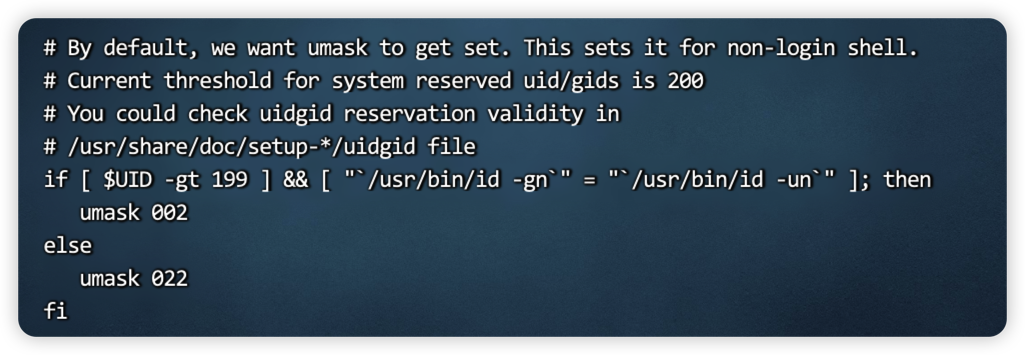 # By default, we want umask to get set. This sets it for non-login shell.
# Current threshold for system reserved uid/gids is 200
# You could check uidgid reservation validity in
# /usr/share/doc/setup-*/uidgid file
if [ $UID -gt 199 ] && [ "`/usr/bin/id -gn`" = "`/usr/bin/id -un`" ]; then
   umask 002
else
   umask 022
fi